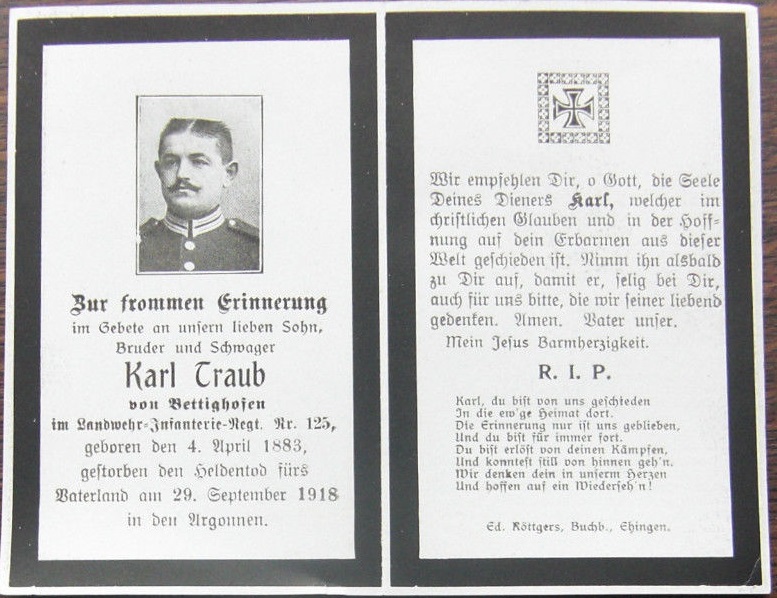 Zur frommen Erinnerung
im Gebete an unsern lieben Sohn,
Bruder und Schwager
Karl Traub
von Bettighofen
im Landwehr-Infanterie-Regt. Nr. 125,
geboren den 4. April 1883,
gestorben den Heldentod fürs
Vaterland am 29. September 1918
in den Argonnen.
Wir empfehlen Dir, o Gott, die Seele
Deines Dieners Karl, welcher im
christlichen Glauben und in der Hoff-
nung auf dein Erbarmen aus dieser
Welt geschieden ist. Nimm ihn alsbald
zu Dir auf, damit er, selig bei Dir,
auch für uns bitte, die wir seiner liebend
gedenken. Amen. Vater unser.
Mein Jesus Barmherzigkeit.
R. I. P.
Karl, du bist von uns geschieden
In die ew'ge Heimat dort.
Die Erinnerung nur ist uns geblieben,
Und du bist für immer fort.
Du bist erlöst von deinen Kämpfen,
Und konntest still von hinnen geh'n.
Wir denken dein in unserm Herzen
Und hoffen auf ein Wiederseh'n!
Ed. Röttgers, Buchb., Ehingen.